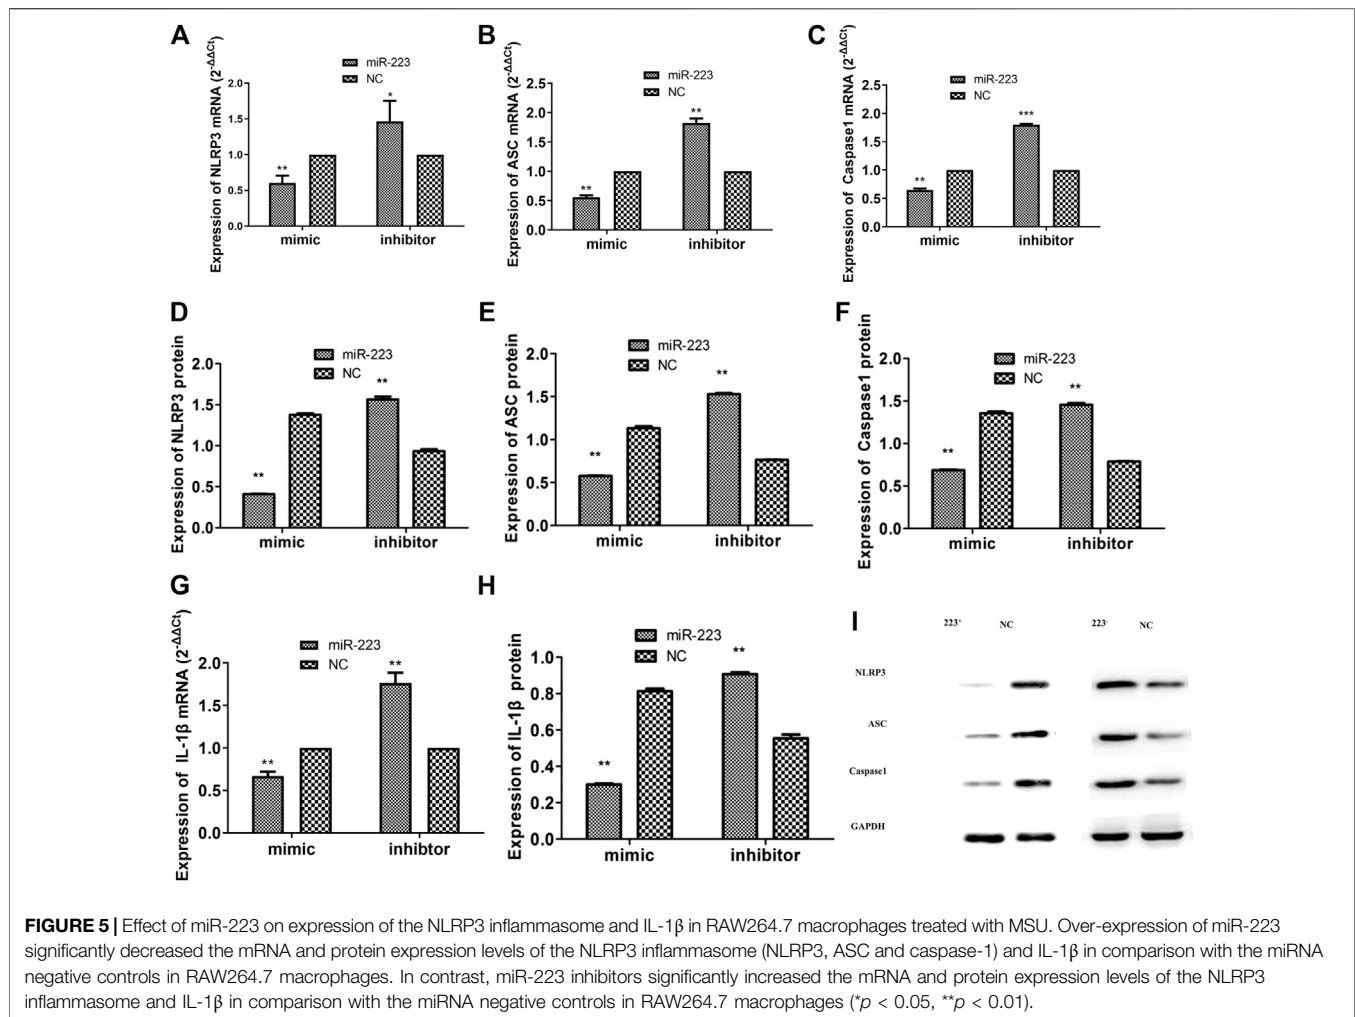 A
Expression of NLRP3 mRNA (2-ΔΔCt)
miR-223
NC
2.0
1.5
1.0
0.5
0.0
**
*
mimic
inhibitor
B
Expression of ASC mRNA (2-ΔΔCt)
miR-223
NC
2.5
2.0
1.5
1.0
0.5
0.0
**
**
mimic
inhibitor
C
Expression of Caspase1 mRNA (2-ΔΔCt)
miR-223
NC
2.5
2.0
1.5
1.0
0.5
0.0
**
***
mimic
inhibitor
D
Expression of NLRP3 protein
miR-223
NC
2.0
1.5
1.0
0.5
0.0
**
**
mimic
inhibitor
E
Expression of ASC protein
miR-223
NC
2.0
1.5
1.0
0.5
0.0
**
**
mimic
inhibitor
F
Expression of Caspase1 protein
miR-223
NC
2.0
1.5
1.0
0.5
0.0
**
**
mimic
inhibitor
G
Expression of IL-1β mRNA (2-ΔΔCt)
miR-223
NC
2.0
1.5
1.0
0.5
0.0
**
**
mimic
inhibtor
H
Expression of IL-1β protein
miR-223
NC
1.0
0.8
0.6
0.4
0.2
0.0
**
**
mimic
inhibitor
I
223+ NC 223- NC
NLRP3
ASC
Caspase1
GAPDH
FIGURE 5 | Effect of miR-223 on expression of the NLRP3 inflammasome and IL-1β in RAW264.7 macrophages treated with MSU. Over-expression of miR-223
significantly decreased the mRNA and protein expression levels of the NLRP3 inflammasome (NLRP3, ASC and caspase-1) and IL-1β in comparison with the miRNA
negative controls in RAW264.7 macrophages. In contrast, miR-223 inhibitors significantly increased the mRNA and protein expression levels of the NLRP3
inflammasome and IL-1β in comparison with the miRNA negative controls in RAW264.7 macrophages (*p < 0.05, **p < 0.01).